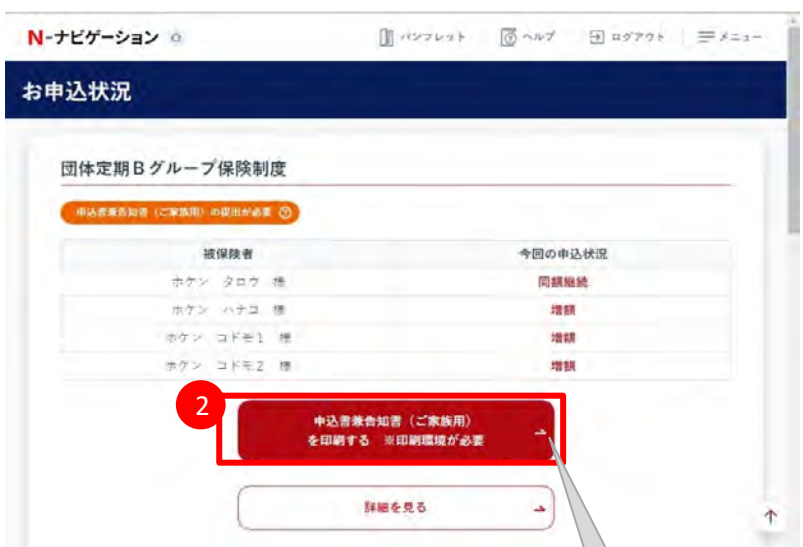 N-ナビゲーション
パンフレット ヘルプ ログアウト メニュー
お申込状況
団体定期Bグループ保険制度
申込書兼告知書（ご家族用）の提出が必要 ?
被保険者 今回の申込状況
ホケン タロウ 様 同額継続
ホケン ハナコ 様 増額
ホケン コドモ1 様 増額
ホケン コドモ2 様 増額
2
申込書兼告知書（ご家族用）
を印刷する ※印刷環境が必要
詳細を見る